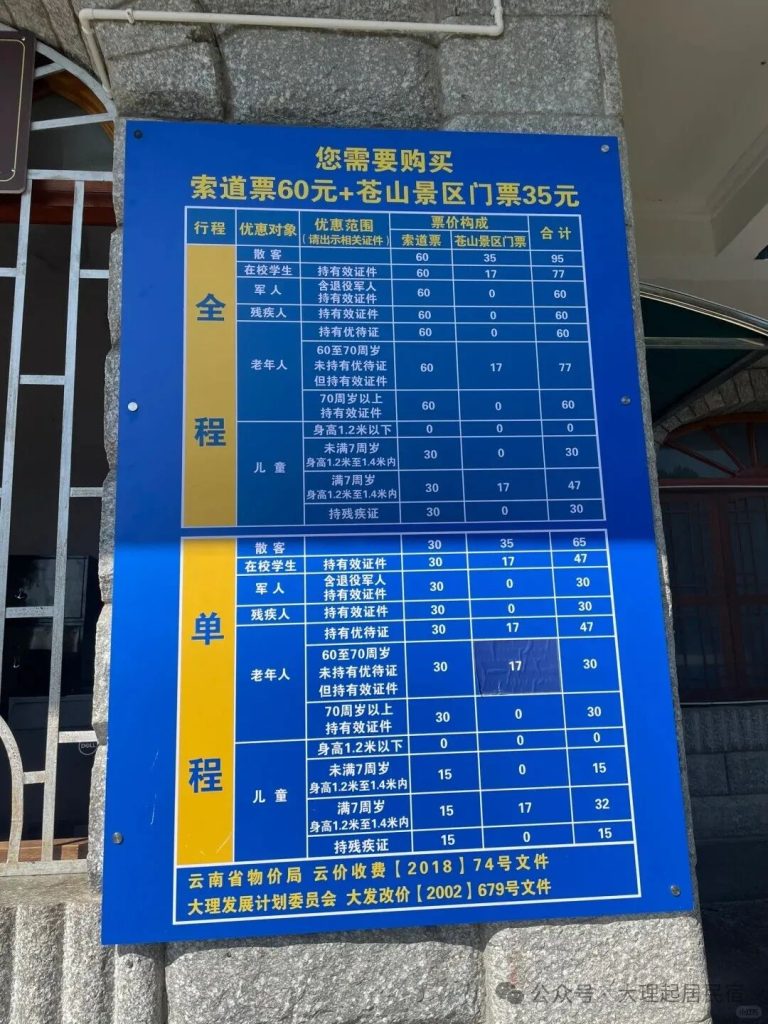 您需要购买
索道票60元+苍山景区门票35元
行程 优惠对象 优惠范围 (请出示相关证件) 票价构成 索道票 苍山景区门票 合计
全程
散客 60 35 95
在校学生 持有效证件 60 17 77
军人 含退役军人 持有效证件 60 0 60
残疾人 持有效证件 60 0 60
老年人 持有优待证 60 0 60
60至70周岁 未持有优待证 但持有效证件 60 17 77
70周岁以上 持有效证件 60 0 60
儿童 身高1.2米以下 0 0 0
未满7周岁 身高1.2米至1.4米内 30 0 30
满7周岁 身高1.2米至1.4米内 30 17 47
持残疾证 30 0 30
单程
散客 30 35 65
在校学生 持有效证件 30 17 47
军人 含退役军人 持有效证件 30 0 30
残疾人 持有效证件 30 0 30
老年人 持有优待证 30 17 47
60至70周岁 未持有优待证 但持有效证件 30 17 30
70周岁以上 持有效证件 30 0 30
儿童 身高1.2米以下 0 0 0
未满7周岁 身高1.2米至1.4米内 15 0 15
满7周岁 身高1.2米至1.4米内 15 17 32
持残疾证 15 0 15
云南省物价局 云价收费【2018】74号文件
大理发展计划委员会 大发改价【2002】679号文件
DELL
公众号·大理起居民宿
小红书